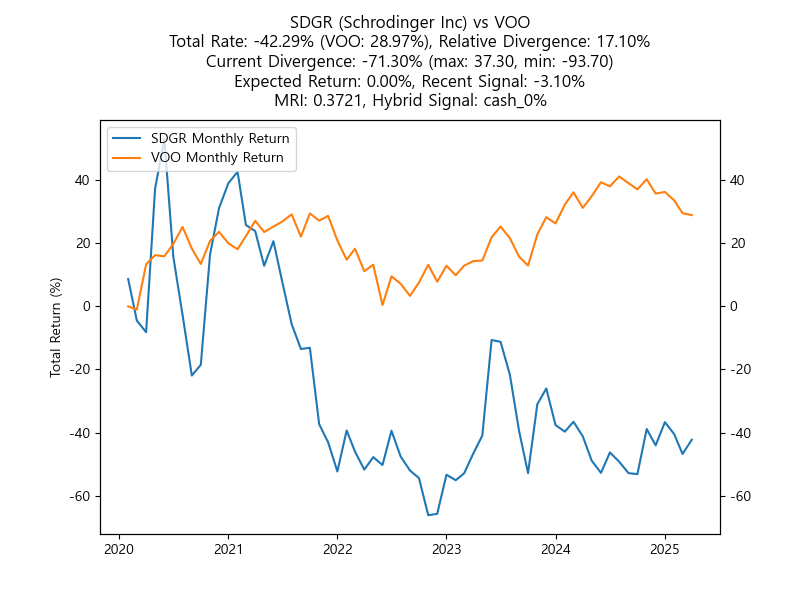 SDGR (Schrodinger Inc) vs VOO
Total Rate: -42.29% (VOO: 28.97%), Relative Divergence: 17.10%
Current Divergence: -71.30% (max: 37.30, min: -93.70)
Expected Return: 0.00%, Recent Signal: -3.10%
MRI: 0.3721, Hybrid Signal: cash_0%
SDGR Monthly Return
VOO Monthly Return
40 40
20 20
0 0
-20 -20
-40 -40
-60 -60
Total Return (%)
2020 2021 2022 2023 2024 2025